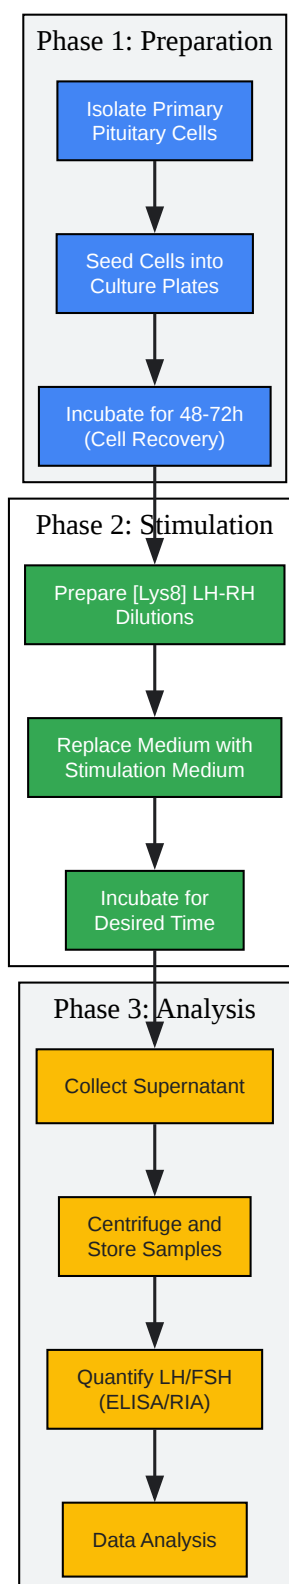 Phase 1: Preparation
Isolate Primary
Pituitary Cells
Seed Cells into
Culture Plates
Incubate for 48-72h
(Cell Recovery)
Phase 2: Stimulation
Prepare [Lys8] LH-RH
Dilutions
Replace Medium with
Stimulation Medium
Incubate for
Desired Time
Phase 3: Analysis
Collect Supernatant
Centrifuge and
Store Samples
Quantify LH/FSH
(ELISA/RIA)
Data Analysis